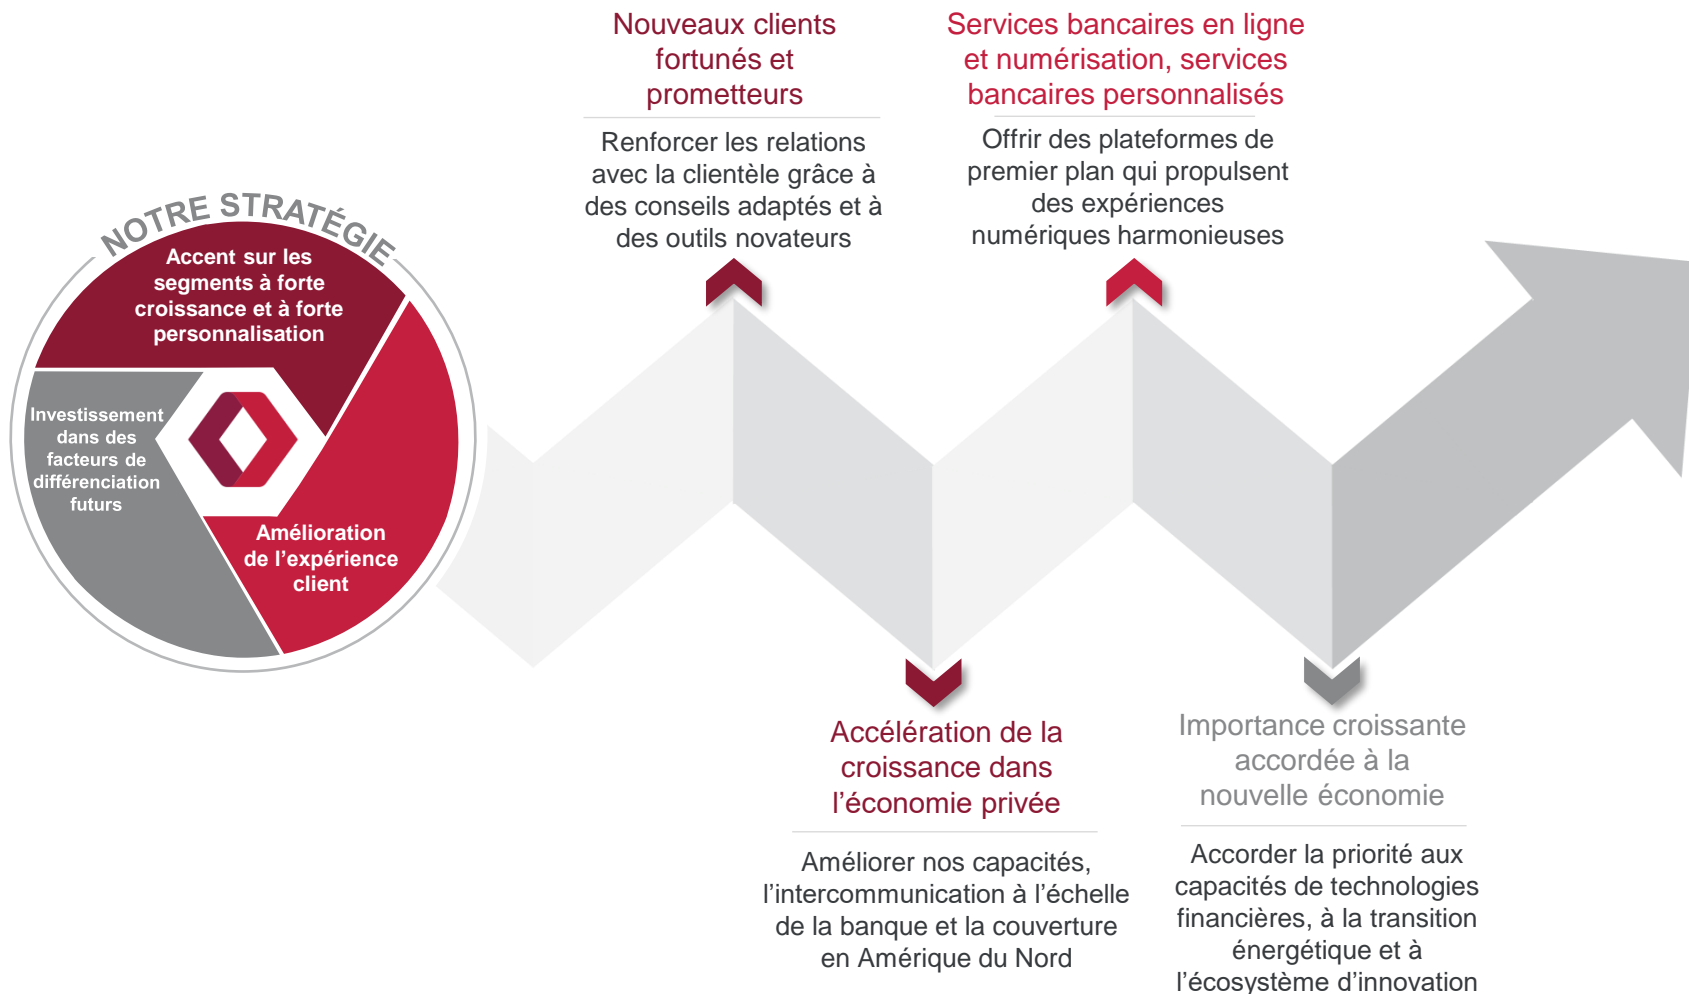 NOTRE STRATÉGIE
Accent sur les
segments à forte
croissance et à forte
personnalisation
Investissement
dans des
facteurs de
différenciation
futurs
Amélioration
de l’expérience
client
Nouveaux clients
fortunés et
prometteurs
Renforcer les relations
avec la clientèle grâce à
des conseils adaptés et à
des outils novateurs
Services bancaires en ligne
et numérisation, services
bancaires personnalisés
Offrir des plateformes de
premier plan qui propulsent
des expériences
numériques harmonieuses
Accélération de la
croissance dans
l’économie privée
Améliorer nos capacités,
l’intercommunication à l’échelle
de la banque et la couverture
en Amérique du Nord
Importance croissante
accordée à la
nouvelle économie
Accorder la priorité aux
capacités de technologies
financières, à la transition
énergétique et à
l’écosystème d’innovation